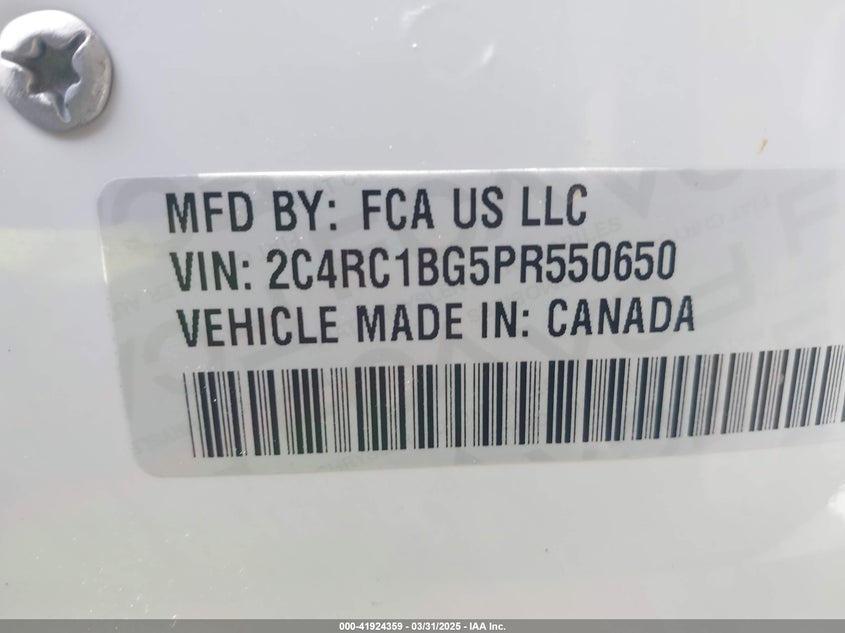 MFD BY: FCA US LLC
VIN: 2C4RC1BG5PR550650
VEHICLE MADE IN: CANADA
000-41924359 - 03/31/2025 - IAA Inc.